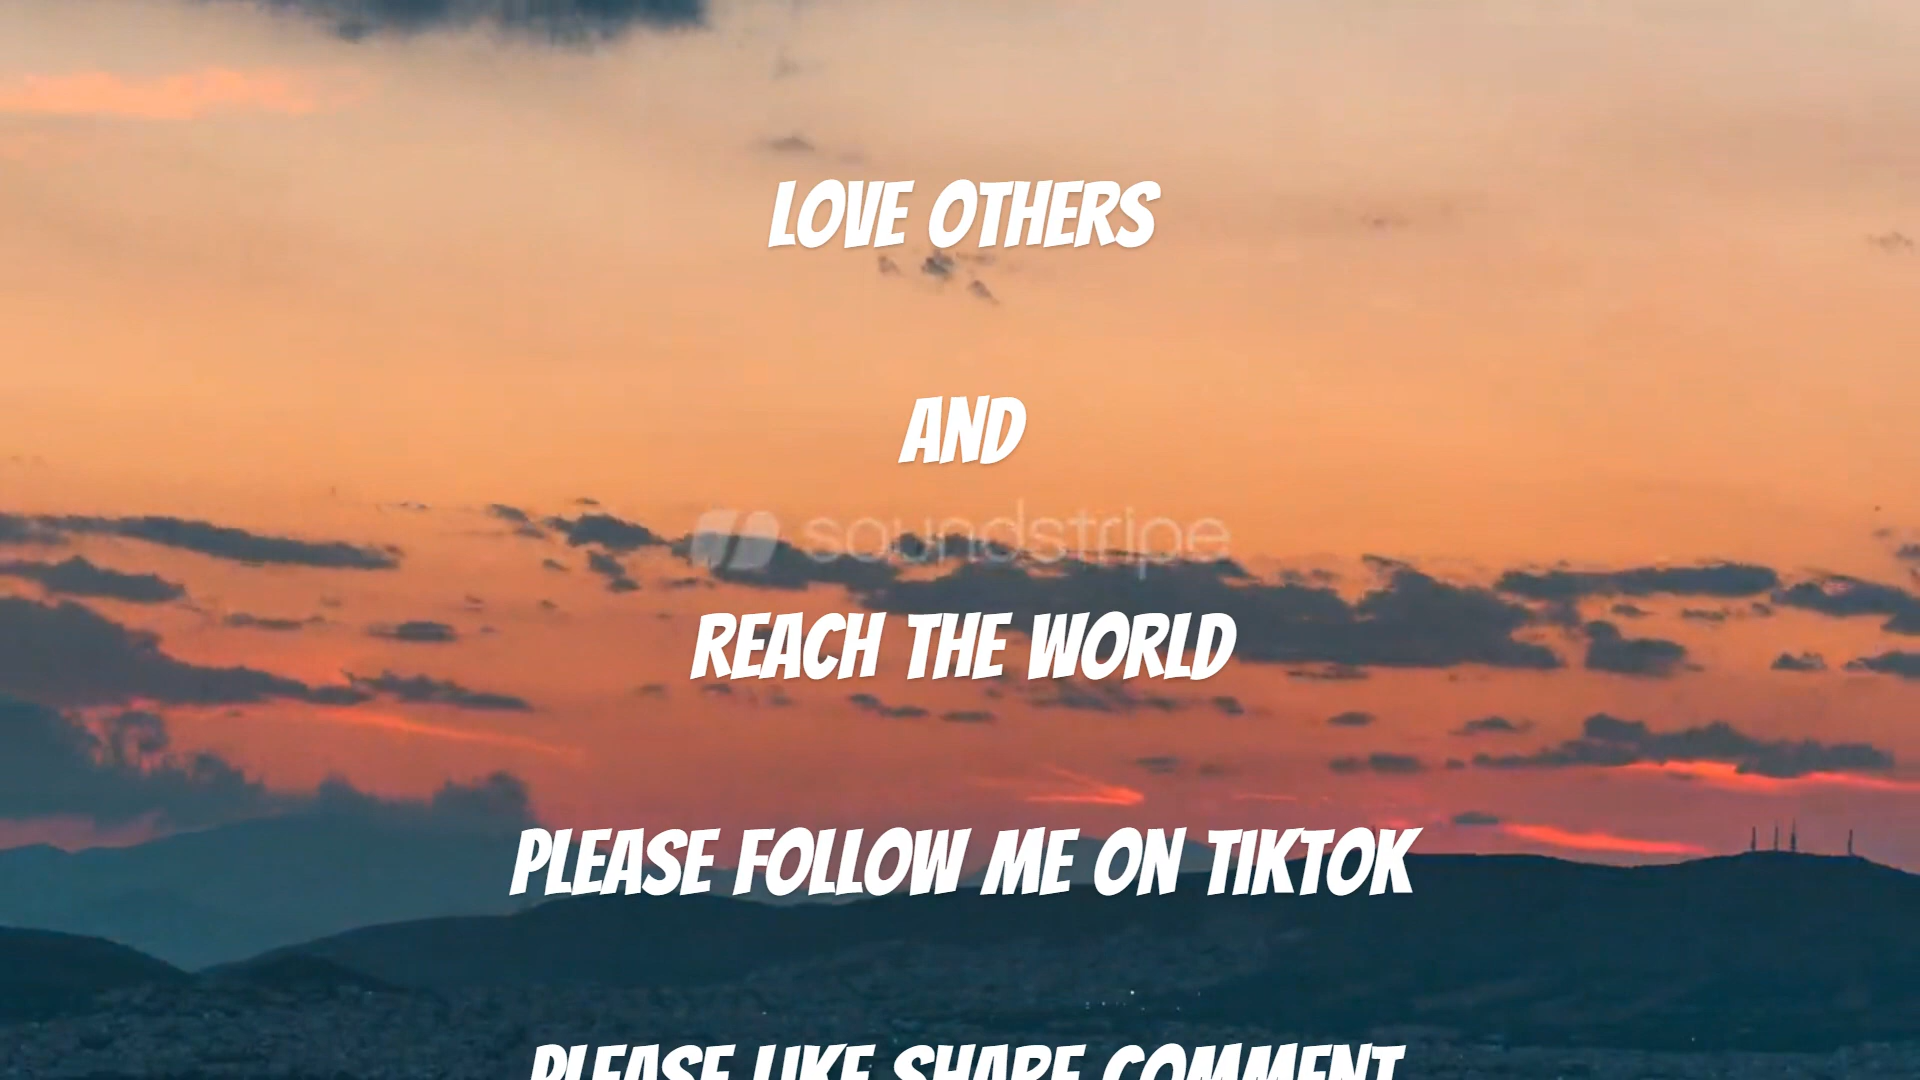 LOVE OTHERS
AND
soundstripe
REACH THE WORLD
PLEASE FOLLOW ME ON TIKTOK
PLEASE LIKE SHARE COMMENT